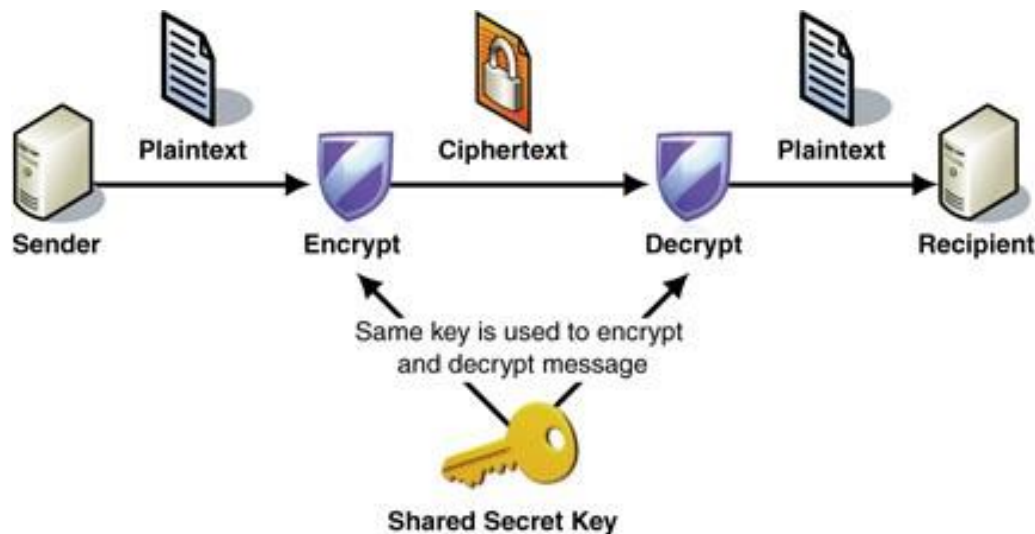 Plaintext
Ciphertext
Plaintext
Sender
Encrypt
Decrypt
Recipient
Same key is used to encrypt
and decrypt message
Shared Secret Key